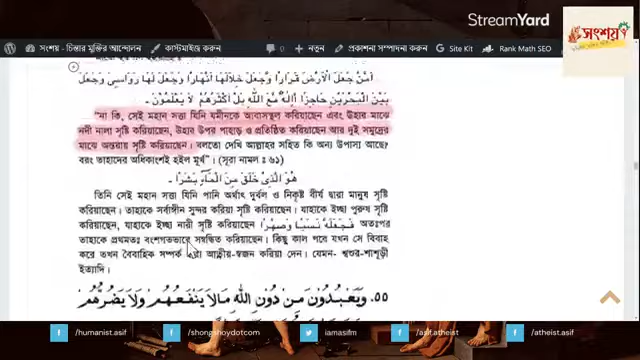 StreamYard
সংশয় - চিন্তার মুক্তির আন্দোলন
কাস্টমাইজ করুন
0
+ নতুন
প্রকাশনা সম্পাদনা করুন
Site Kit
Rank Math SEO
সংশয়
أَمَّنْ جَعَلَ الْأَرْضَ قَرَارًا وَجَعَلَ خِلَالَهَا أَنْهَارًا وَجَعَلَ لَهَا رَوَاسِيَ وَجَعَلَ
بَيْنَ الْبَحْرَيْنِ حَاجِزًا أَإِلَهٌ مَعَ اللَّهِ بَلْ أَكْثَرُهُمْ لَا يَعْلَمُونَ -
“না কি, সেই মহান সত্তা যিনি যমীনকে আবাসস্থল করিয়াছেন এবং উহার মাঝে
নদী নালা সৃষ্টি করিয়াছেন, উহার উপর পাহাড় ও প্রতিষ্ঠিত করিয়াছেন আর দুই সমুদ্রের
মাঝে অন্তরায় সৃষ্টি করিয়াছেন। বলতো দেখি আল্লাহর সহিত কি অন্য উপাস্য আছে?
বরং তাহাদের অধিকাংশই হইল মূর্খ”। (সূরা নামল : ৬১)
هُوَ الَّذِي خَلَقَ مِنَ الْمَاءِ بَشَرًا -
তিনি সেই মহান সত্তা যিনি পানি অর্থাৎ দুর্বল ও নিকৃষ্ট বীর্য দ্বারা মানুষ সৃষ্টি
করিয়াছেন। তাহাকে সর্বাঙ্গীন সুন্দর করিয়া সৃষ্টি করিয়াছেন। যাহাকে ইচ্ছা পুরুষ সৃষ্টি
করিয়াছেন, যাহাকে ইচ্ছা নারী সৃষ্টি করিয়াছেন فَجَعَلَهُ نَسَبًا وَصِهْرًا অতঃপর
তাহাকে প্রথমতঃ বংশগতভাবে সম্বন্ধিত করিয়াছেন। কিছু কাল পরে যখন সে বিবাহ
করে তখন বৈবাহিক সম্পর্ক দ্বারা আত্নীয়-স্বজন করিয়া দেন। যেমন- শ্বশুর-শাশুড়ী
ইত্যাদি।
৫৫. وَيَعْبُدُونَ مِنْ دُونِ اللَّهِ مَالَا يَنْفَعُهُمْ وَلَا يَضُرُّهُمْ
/humanist.asif
/shongshoydotcom
iamasifm
/asif.atheist
/atheist.asif